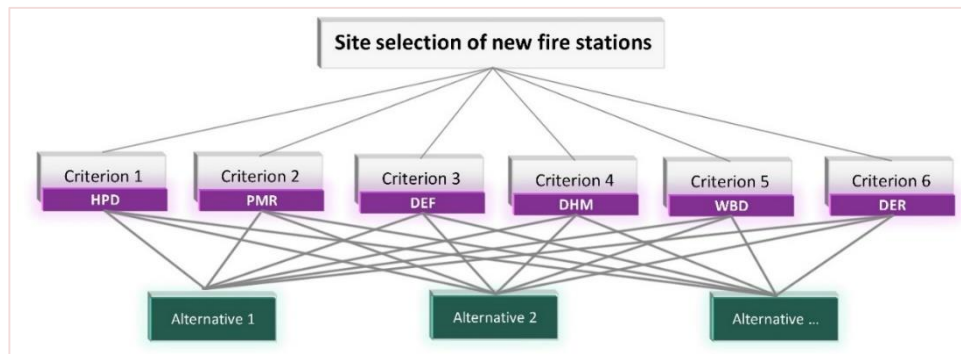 Site selection of new fire stations
Criterion 1
HPD
Criterion 2
PMR
Criterion 3
DEF
Criterion 4
DHM
Criterion 5
WBD
Criterion 6
DER
Alternative 1
Alternative 2
Alternative ...